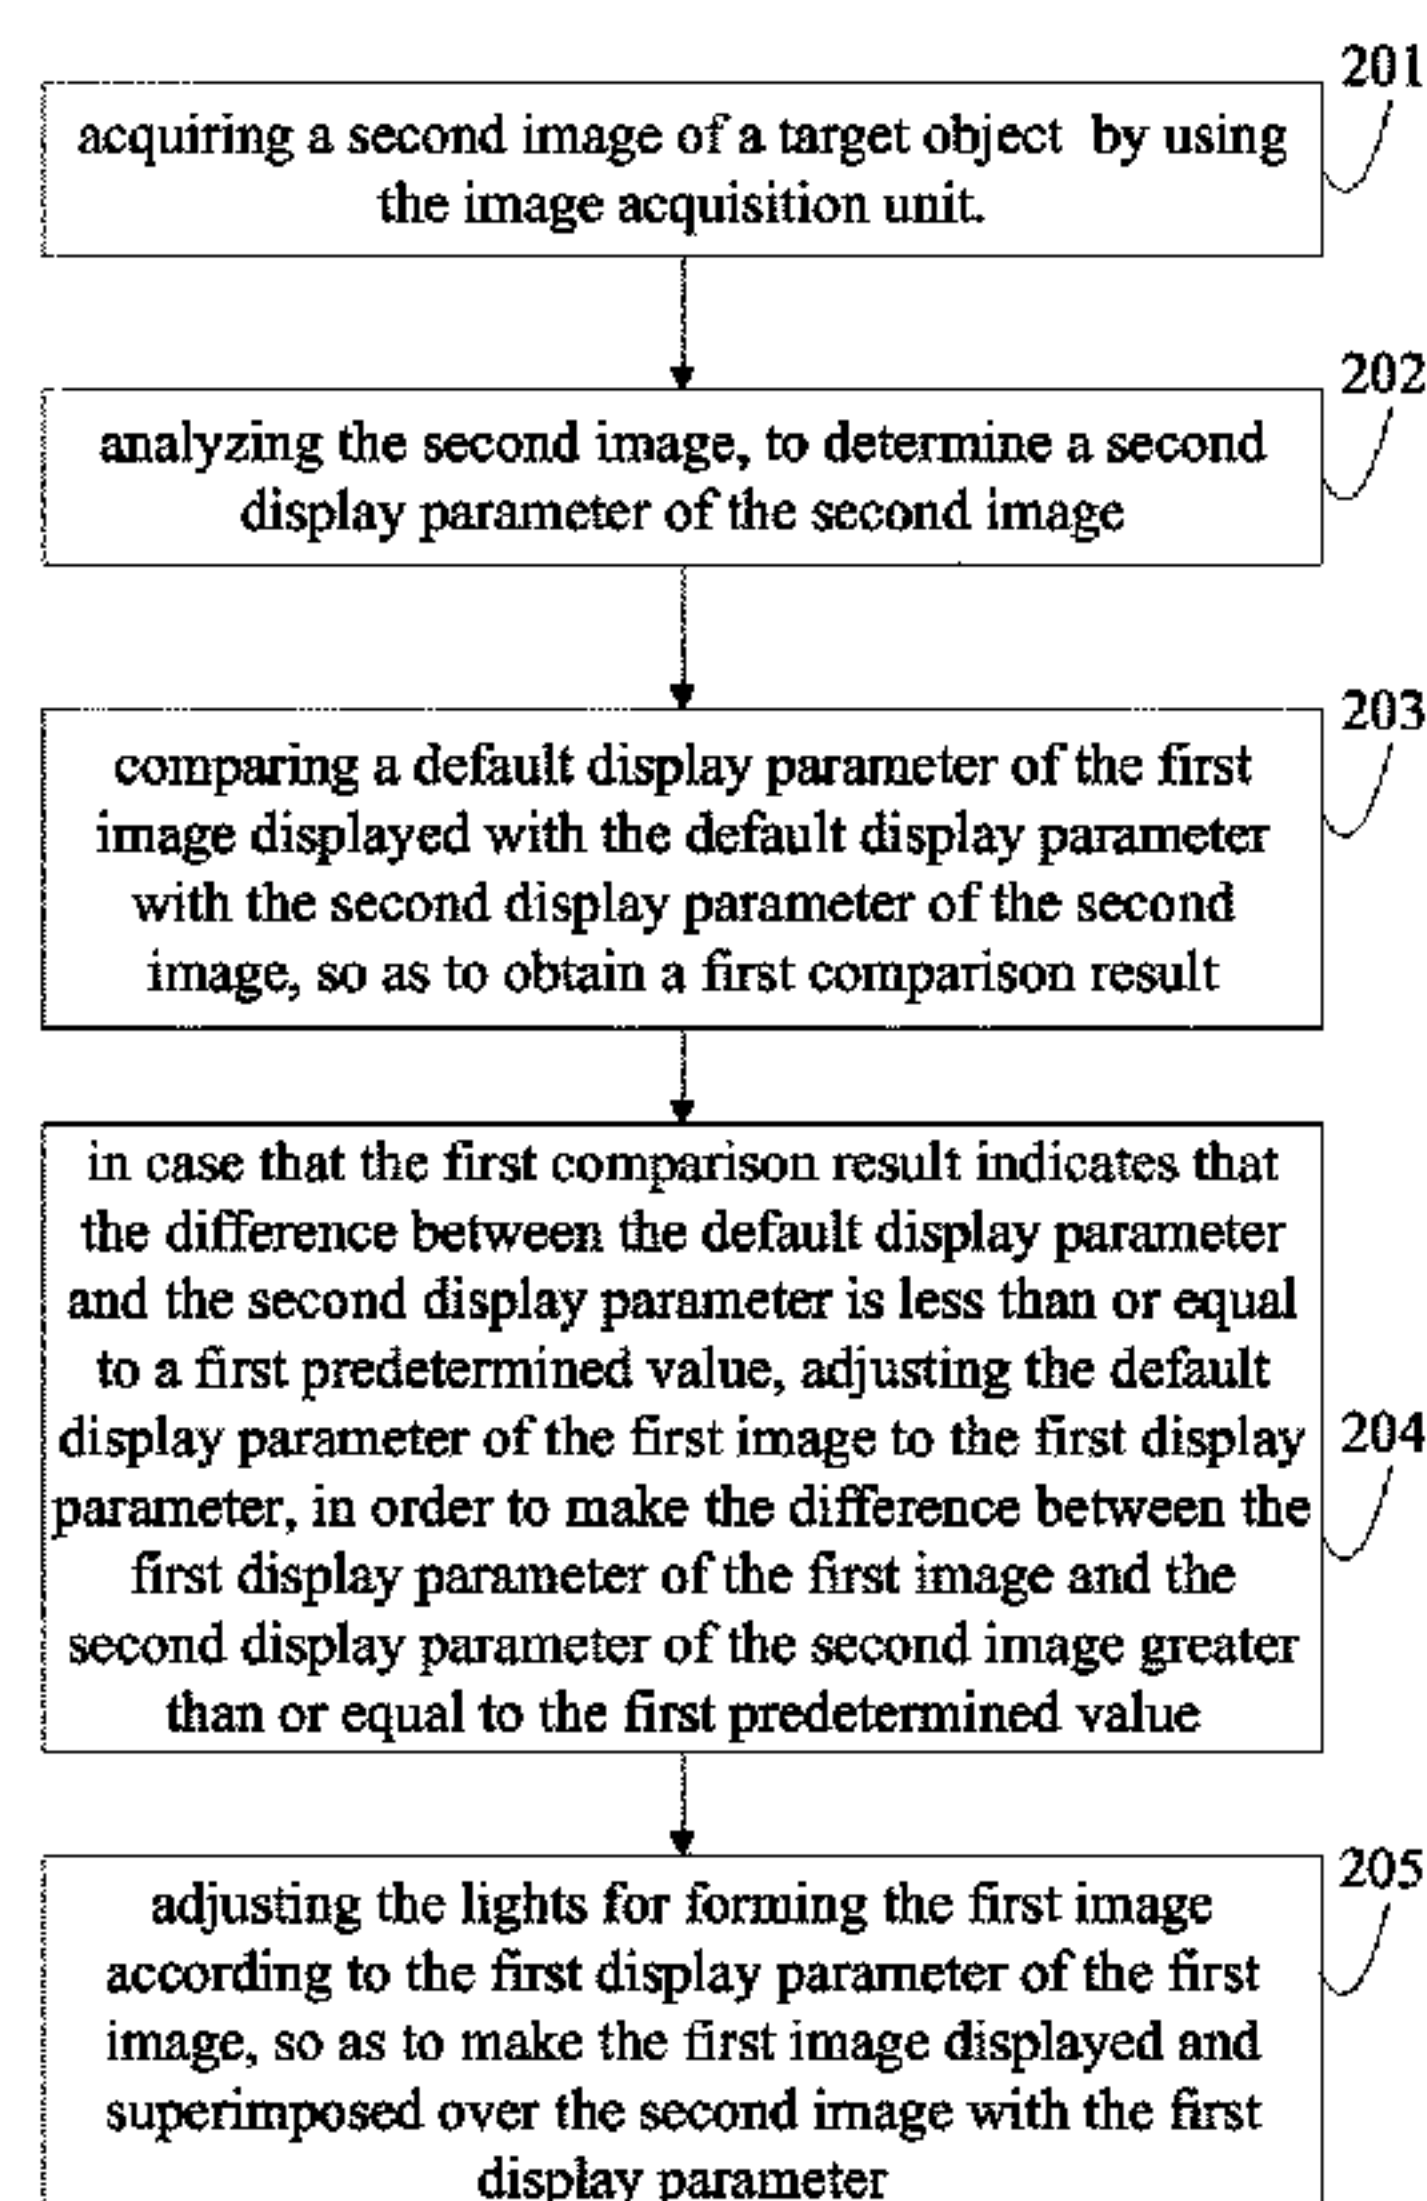 201
acquiring a second image of a target object by using
the image acquisition unit.
202
analyzing the second image, to determine a second
display parameter of the second image
203
comparing a default display parameter of the first
image displayed with the default display parameter
with the second display parameter of the second
image, so as to obtain a first comparison result
in case that the first comparison result indicates that
the difference between the default display parameter
and the second display parameter is less than or equal
to a first predetermined value, adjusting the default
display parameter of the first image to the first display
204
parameter, in order to make the difference between the
first display parameter of the first image and the
second display parameter of the second image greater
than or equal to the first predetermined value
205
adjusting the lights for forming the first image
according to the first display parameter of the first
image, so as to make the first image displayed and
superimposed over the second image with the first
display parameter